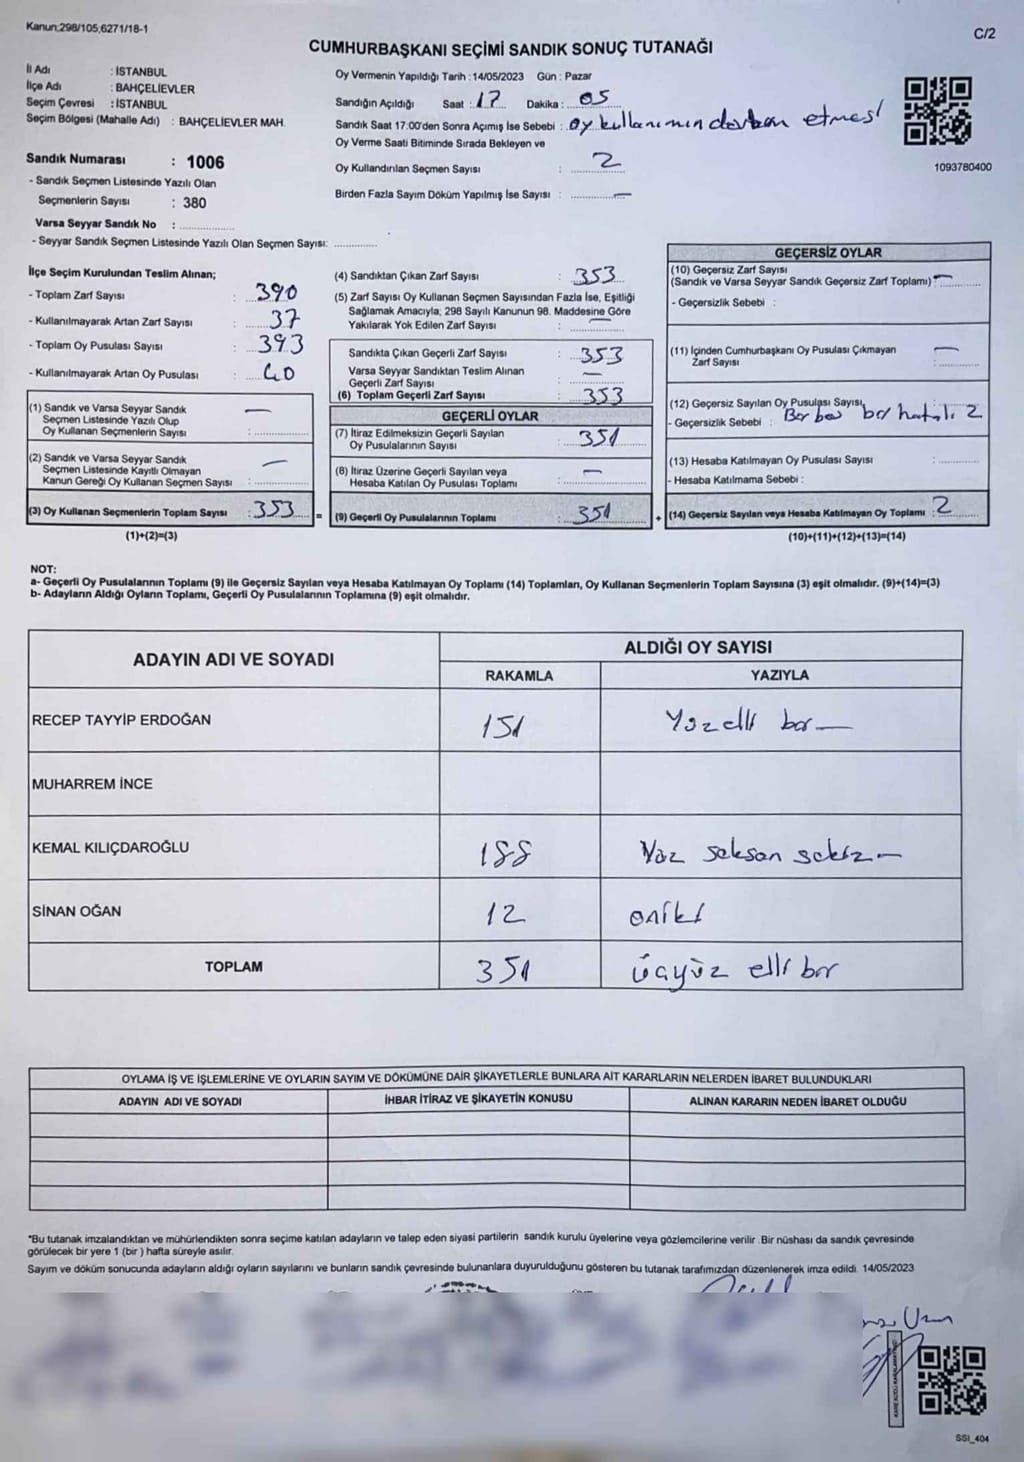 Kanun;298/105,6271/18-1
C/2
CUMHURBAŞKANI SEÇİMİ SANDIK SONUÇ TUTANAĞI
İl Adı : İSTANBUL
İlçe Adı : BAHÇELİEVLER
Seçim Çevresi : İSTANBUL
Seçim Bölgesi (Mahalle Adı) : BAHÇELİEVLER MAH.
Sandık Numarası : 1006
- Sandık Seçmen Listesinde Yazılı Olan
Seçmenlerin Sayısı : 380
Varsa Seyyar Sandık No :
- Seyyar Sandık Seçmen Listesinde Yazılı Olan Seçmen Sayısı:
Oy Vermenin Yapıldığı Tarih : 14/05/2023 Gün : Pazar
Sandığın Açıldığı Saat : 17 Dakika : 05
Sandık Saat 17:00'den Sonra Açımış İse Sebebi : oy kullanımının devam etmesi
Oy Verme Saati Bitiminde Sırada Bekleyen ve
Oy Kullandırılan Seçmen Sayısı : 2
Birden Fazla Sayım Döküm Yapılmış İse Sayısı : —
1093780400
İlçe Seçim Kurulundan Teslim Alınan;
- Toplam Zarf Sayısı : 390
- Kullanılmayarak Artan Zarf Sayısı : 37
- Toplam Oy Pusulası Sayısı : 393
- Kullanılmayarak Artan Oy Pusulası : 40
(1) Sandık ve Varsa Seyyar Sandık —
Seçmen Listesinde Yazılı Olup
Oy Kullanan Seçmenlerin Sayısı :
(2) Sandık ve Varsa Seyyar Sandık —
Seçmen Listesinde Kayıtlı Olmayan
Kanun Gereği Oy Kullanan Seçmen Sayısı :
(3) Oy Kullanan Seçmenlerin Toplam Sayısı : 353 =
(1)+(2)=(3)
(4) Sandıktan Çıkan Zarf Sayısı : 353
(5) Zarf Sayısı Oy Kullanan Seçmen Sayısından Fazla İse, Eşitliği
Sağlamak Amacıyla; 298 Sayılı Kanunun 98. Maddesine Göre
Yakılarak Yok Edilen Zarf Sayısı : —
Sandıkta Çıkan Geçerli Zarf Sayısı : 353
Varsa Seyyar Sandıktan Teslim Alınan —
Geçerli Zarf Sayısı :
(6) Toplam Geçerli Zarf Sayısı : 353
GEÇERLİ OYLAR
(7) İtiraz Edilmeksizin Geçerli Sayılan : 351
Oy Pusulalarının Sayısı
(8) İtiraz Üzerine Geçerli Sayılan veya —
Hesaba Katılan Oy Pusulası Toplamı :
(9) Geçerli Oy Pusulalarının Toplamı : 351 +
GEÇERSİZ OYLAR
(10) Geçersiz Zarf Sayısı
(Sandık ve Varsa Seyyar Sandık Geçersiz Zarf Toplamı) : —
- Geçersizlik Sebebi :
(11) İçinden Cumhurbaşkanı Oy Pusulası Çıkmayan —
Zarf Sayısı :
(12) Geçersiz Sayılan Oy Pusulası Sayısı
- Geçersizlik Sebebi : Bir boş bir hatalı 2
(13) Hesaba Katılmayan Oy Pusulası Sayısı :
- Hesaba Katılmama Sebebi :
(14) Geçersiz Sayılan veya Hesaba Katılmayan Oy Toplamı : 2
(10)+(11)+(12)+(13)=(14)
NOT:
a- Geçerli Oy Pusulalarının Toplamı (9) ile Geçersiz Sayılan veya Hesaba Katılmayan Oy Toplamı (14) Toplamları, Oy Kullanan Seçmenlerin Toplam Sayısına (3) eşit olmalıdır. (9)+(14)=(3)
b- Adayların Aldığı Oyların Toplamı, Geçerli Oy Pusulalarının Toplamına (9) eşit olmalıdır.
ADAYIN ADI VE SOYADI ALDIĞI OY SAYISI
RAKAMLA YAZIYLA
RECEP TAYYİP ERDOĞAN 151 Yüz elli bir —
MUHARREM İNCE
KEMAL KILIÇDAROĞLU 188 Yüz seksen sekiz —
SİNAN OĞAN 12 oniki
TOPLAM 351 üçyüz elli bir
OYLAMA İŞ VE İŞLEMLERİNE VE OYLARIN SAYIM VE DÖKÜMÜNE DAİR ŞİKAYETLERLE BUNLARA AİT KARARLARIN NELERDEN İBARET BULUNDUKLARI
ADAYIN ADI VE SOYADI İHBAR İTİRAZ VE ŞİKAYETİN KONUSU ALINAN KARARIN NEDEN İBARET OLDUĞU
*Bu tutanak imzalandıktan ve mühürlendikten sonra seçime katılan adayların ve talep eden siyasi partilerin sandık kurulu üyelerine veya gözlemcilerine verilir .Bir nüshası da sandık çevresinde
görülecek bir yere 1 (bir ) hafta süreyle asılır.
Sayım ve döküm sonucunda adayların aldığı oyların sayılarını ve bunların sandık çevresinde bulunanlara duyurulduğunu gösteren bu tutanak tarafımızdan düzenlenerek imza edildi. 14/05/2023
SSI_404